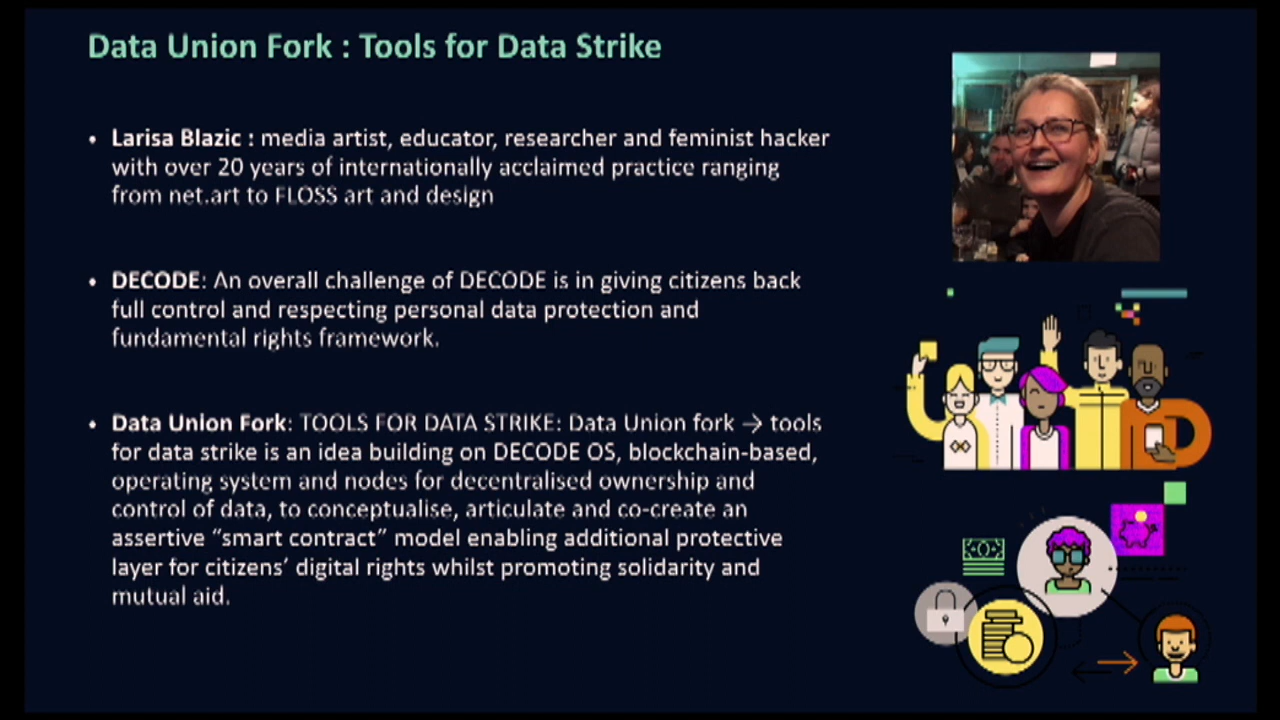 Data Union Fork : Tools for Data Strike
• Larisa Blazic : media artist, educator, researcher and feminist hacker
with over 20 years of internationally acclaimed practice ranging
from net.art to FLOSS art and design
• DECODE: An overall challenge of DECODE is in giving citizens back
full control and respecting personal data protection and
fundamental rights framework.
• Data Union Fork: TOOLS FOR DATA STRIKE: Data Union fork → tools
for data strike is an idea building on DECODE OS, blockchain-based,
operating system and nodes for decentralised ownership and
control of data, to conceptualise, articulate and co-create an
assertive “smart contract” model enabling additional protective
layer for citizens’ digital rights whilst promoting solidarity and
mutual aid.